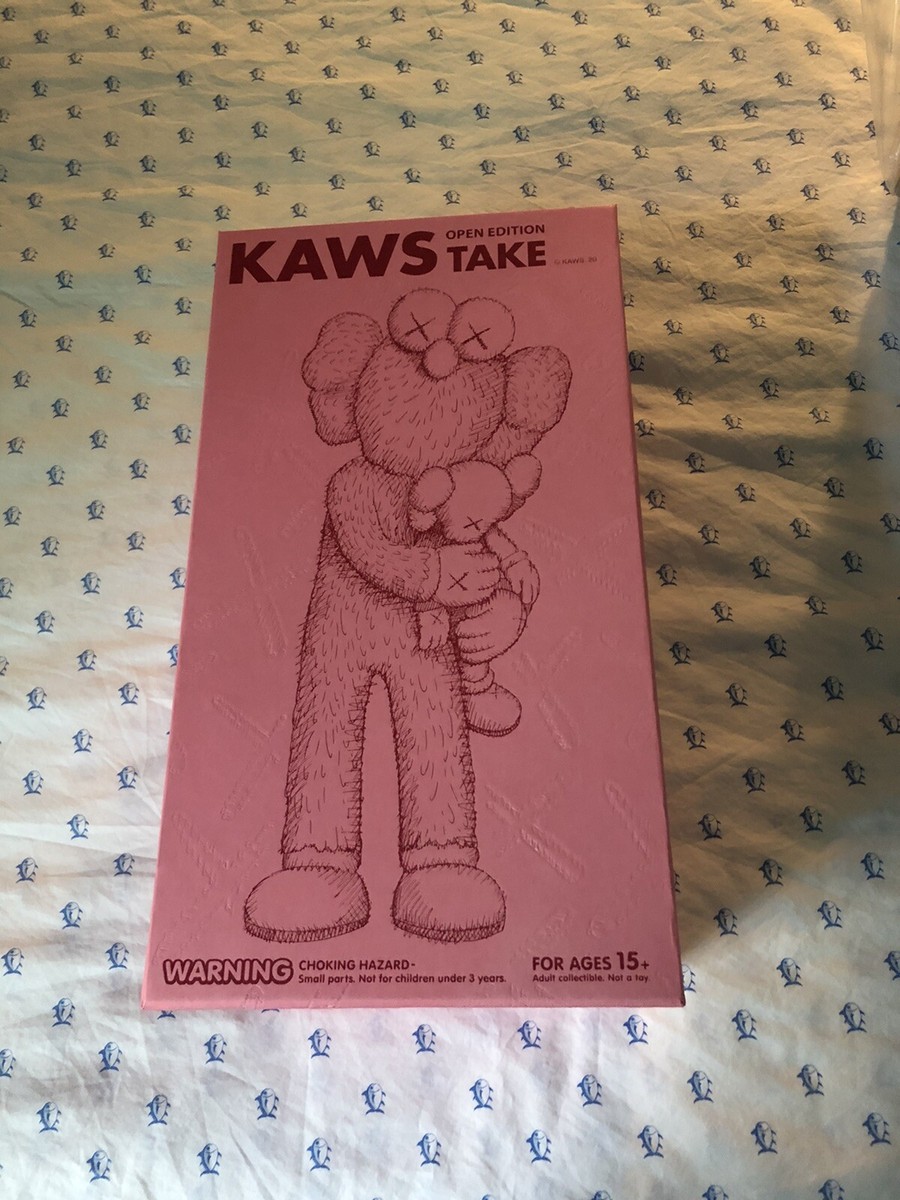 KAWS OPEN EDITION
TAKE © KAWS..20
WARNING CHOKING HAZARD-
Small parts. Not for children under 3 years.
FOR AGES 15+
Adult collectible. Not a toy.